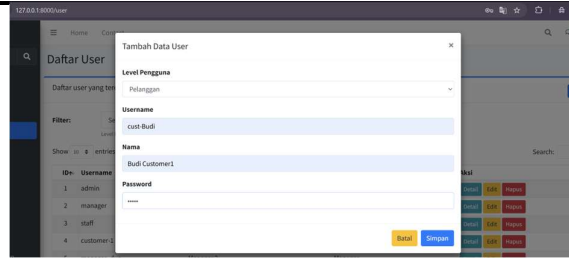 127.0.0.1:8000/user
Home
Tambah Data User ×
Daftar User
Level Pengguna
Pelanggan
Daftar user yang
Username
cust-Budi
Filter:
Nama
Show 10 entries
Budi Customer1
Search:
ID Username
Aksi
Password
1 admin
Detail Edit Hapus
•••••
2 manager
Detail Edit Hapus
3 staff
Detail Edit Hapus
Batal Simpan
4 customer-1
Detail Edit Hapus